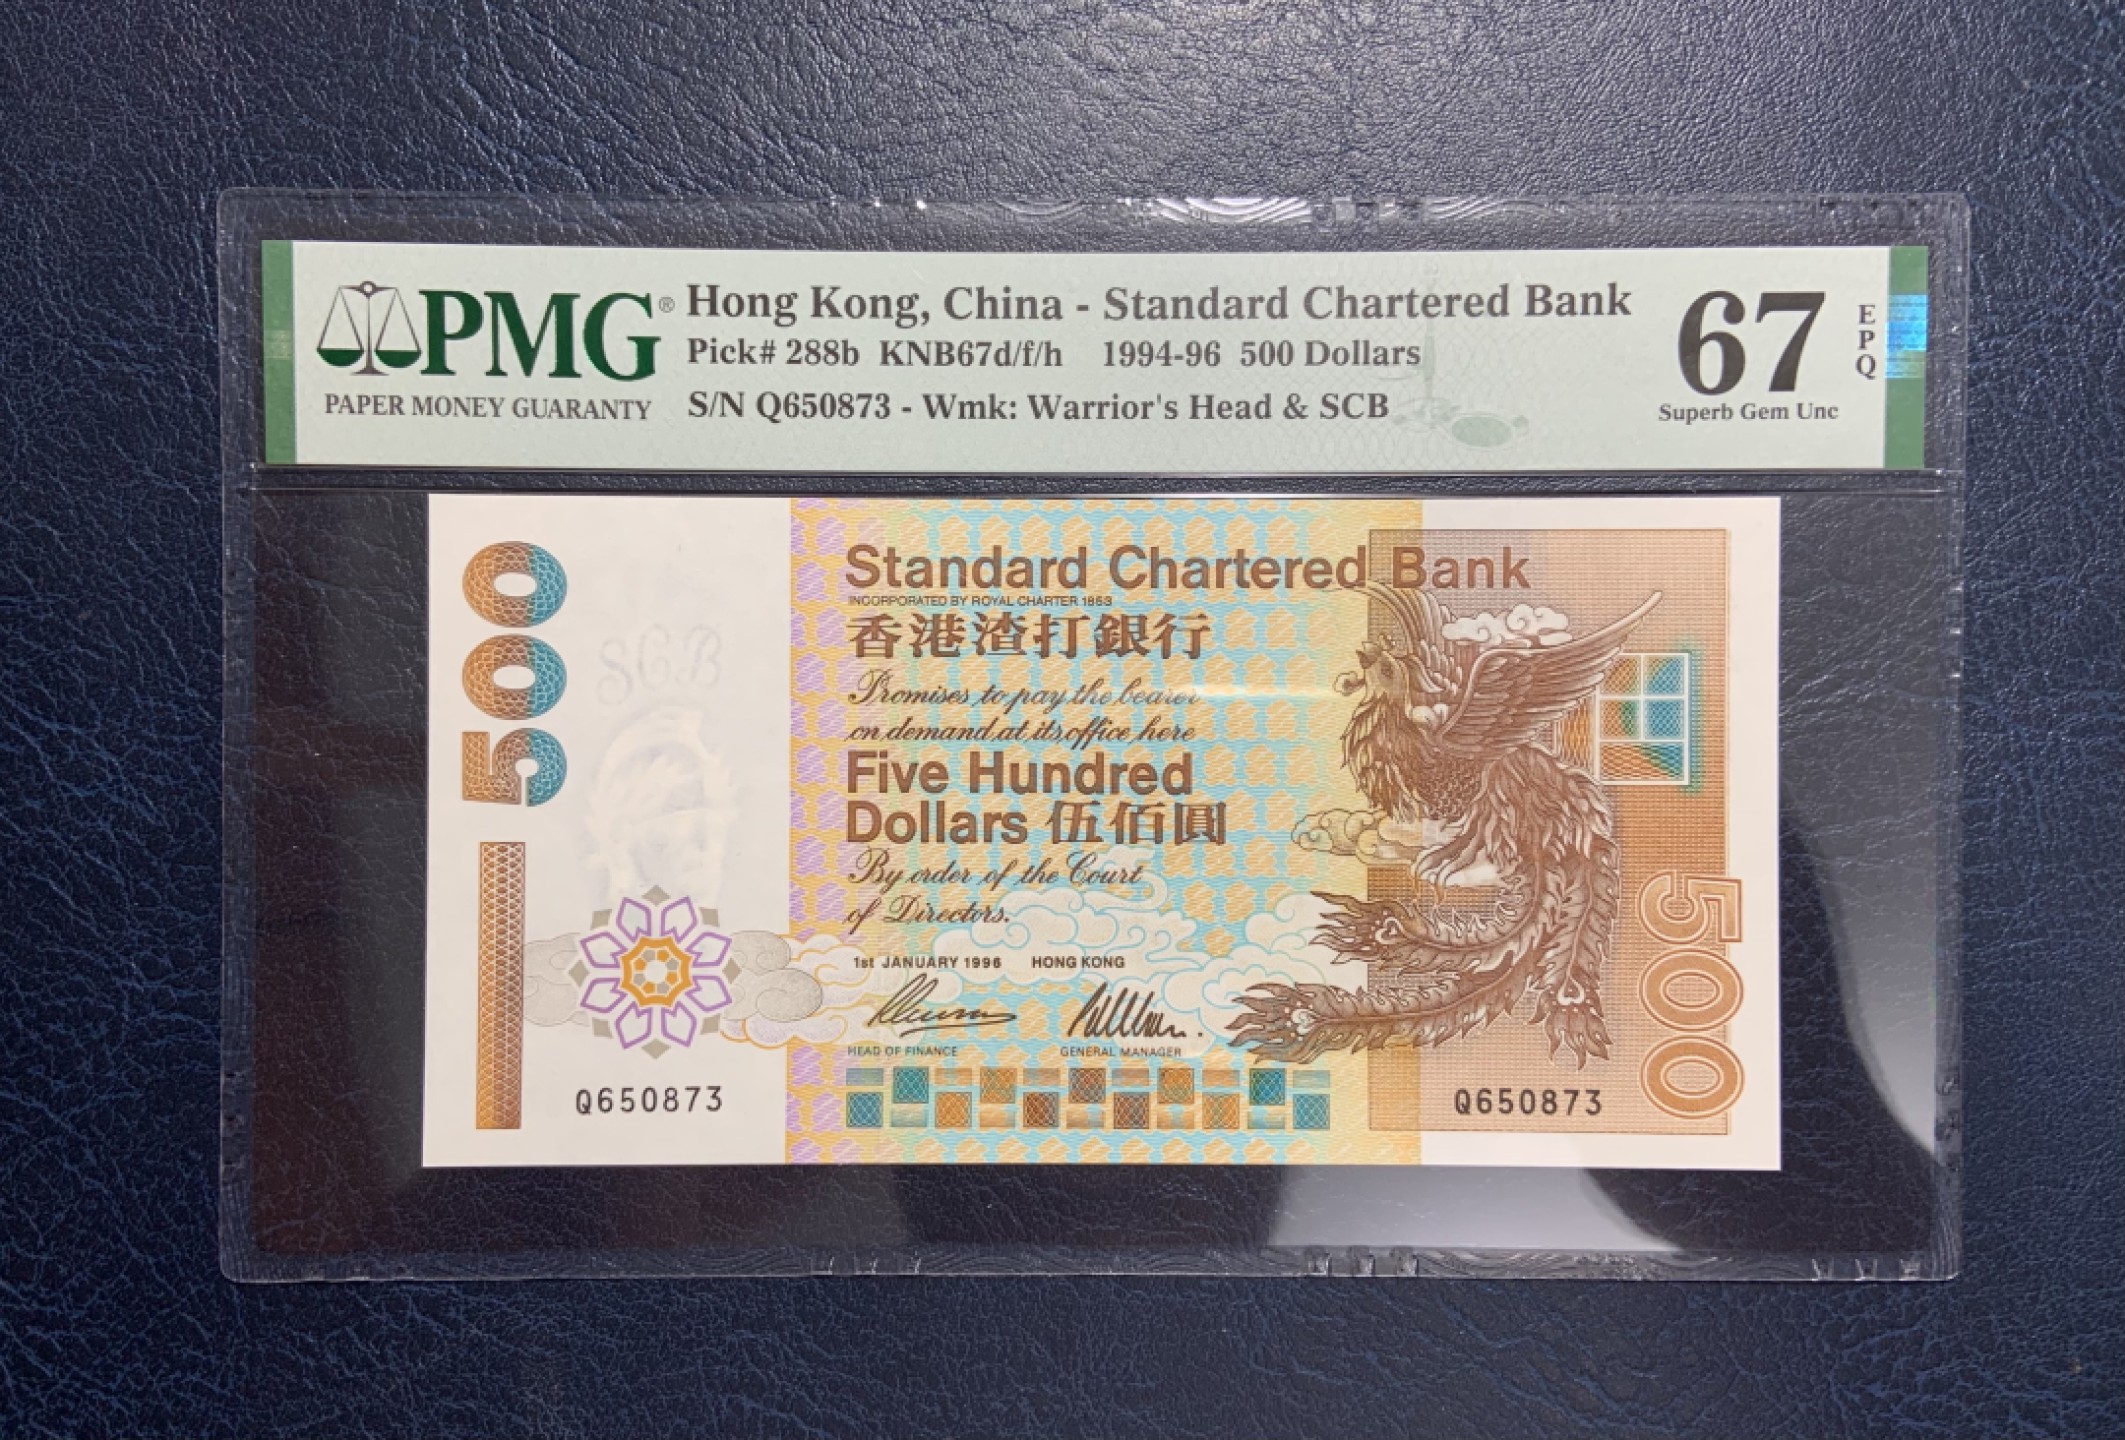 PMG®
PAPER MONEY GUARANTY
Hong Kong, China - Standard Chartered Bank
Pick# 288b KNB67d/f/h 1994-96 500 Dollars
S/N Q650873 - Wmk: Warrior's Head & SCB
67
EPQ
Superb Gem Unc
500
SCB
Standard Chartered Bank
INCORPORATED BY ROYAL CHARTER 1853
香港渣打銀行
Promises to pay the bearer
on demand at its office here
Five Hundred
Dollars 伍佰圓
By order of the Court
of Directors.
1st JANUARY 1996 HONG KONG
HEAD OF FINANCE GENERAL MANAGER
Q650873
Q650873
500